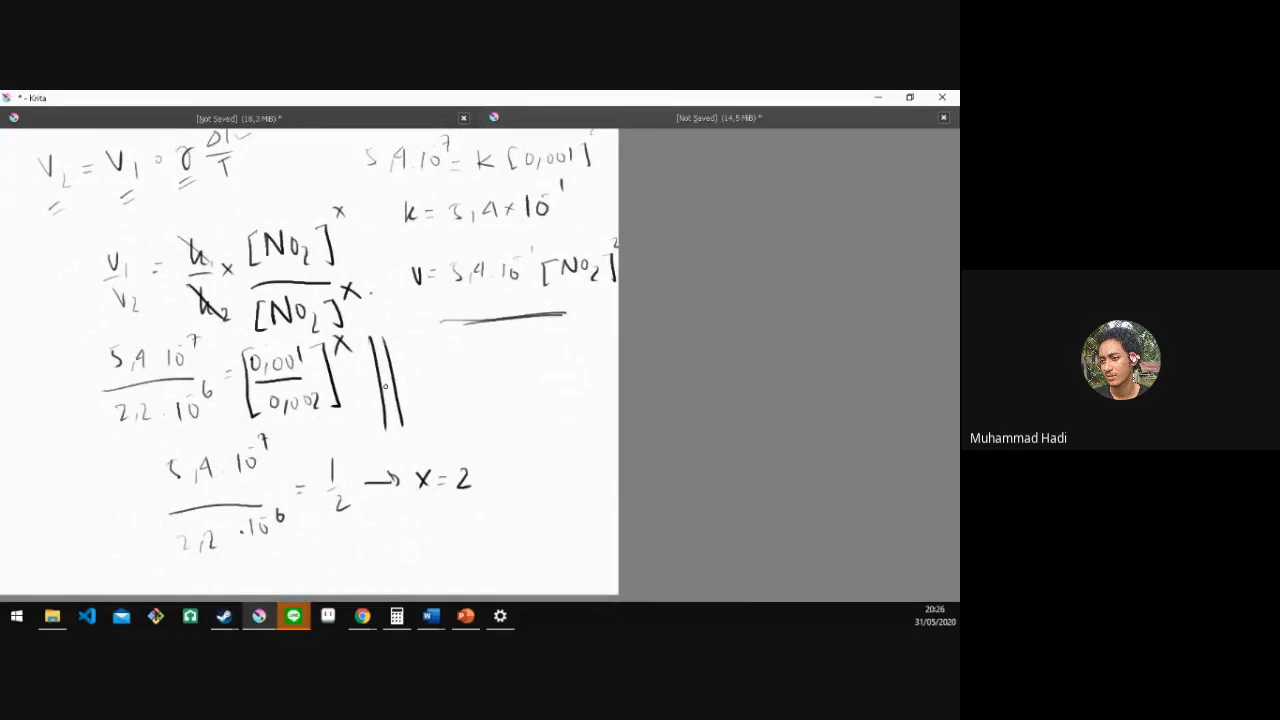 * - Krita
[Not Saved] (18,3 MiB) *
[Not Saved] (14,5 MiB) *
V₂ = V₁ ∘ γ ΔT/T
V₁/V₂ = k₁/k₂ × [NO₂]^x/[NO₂]^x
5,4 10⁻⁷/2,2 . 10⁻⁶ = [0,001/0,002]^x
5,4 . 10⁻⁷/2,2 . 10⁻⁶ = 1/2 → x = 2
5,4.10⁻⁷ = k [0,001]²
k = 5,4 × 10⁻¹
v = 5,4.10⁻¹ [NO₂]²
Muhammad Hadi
20:26
31/05/2020